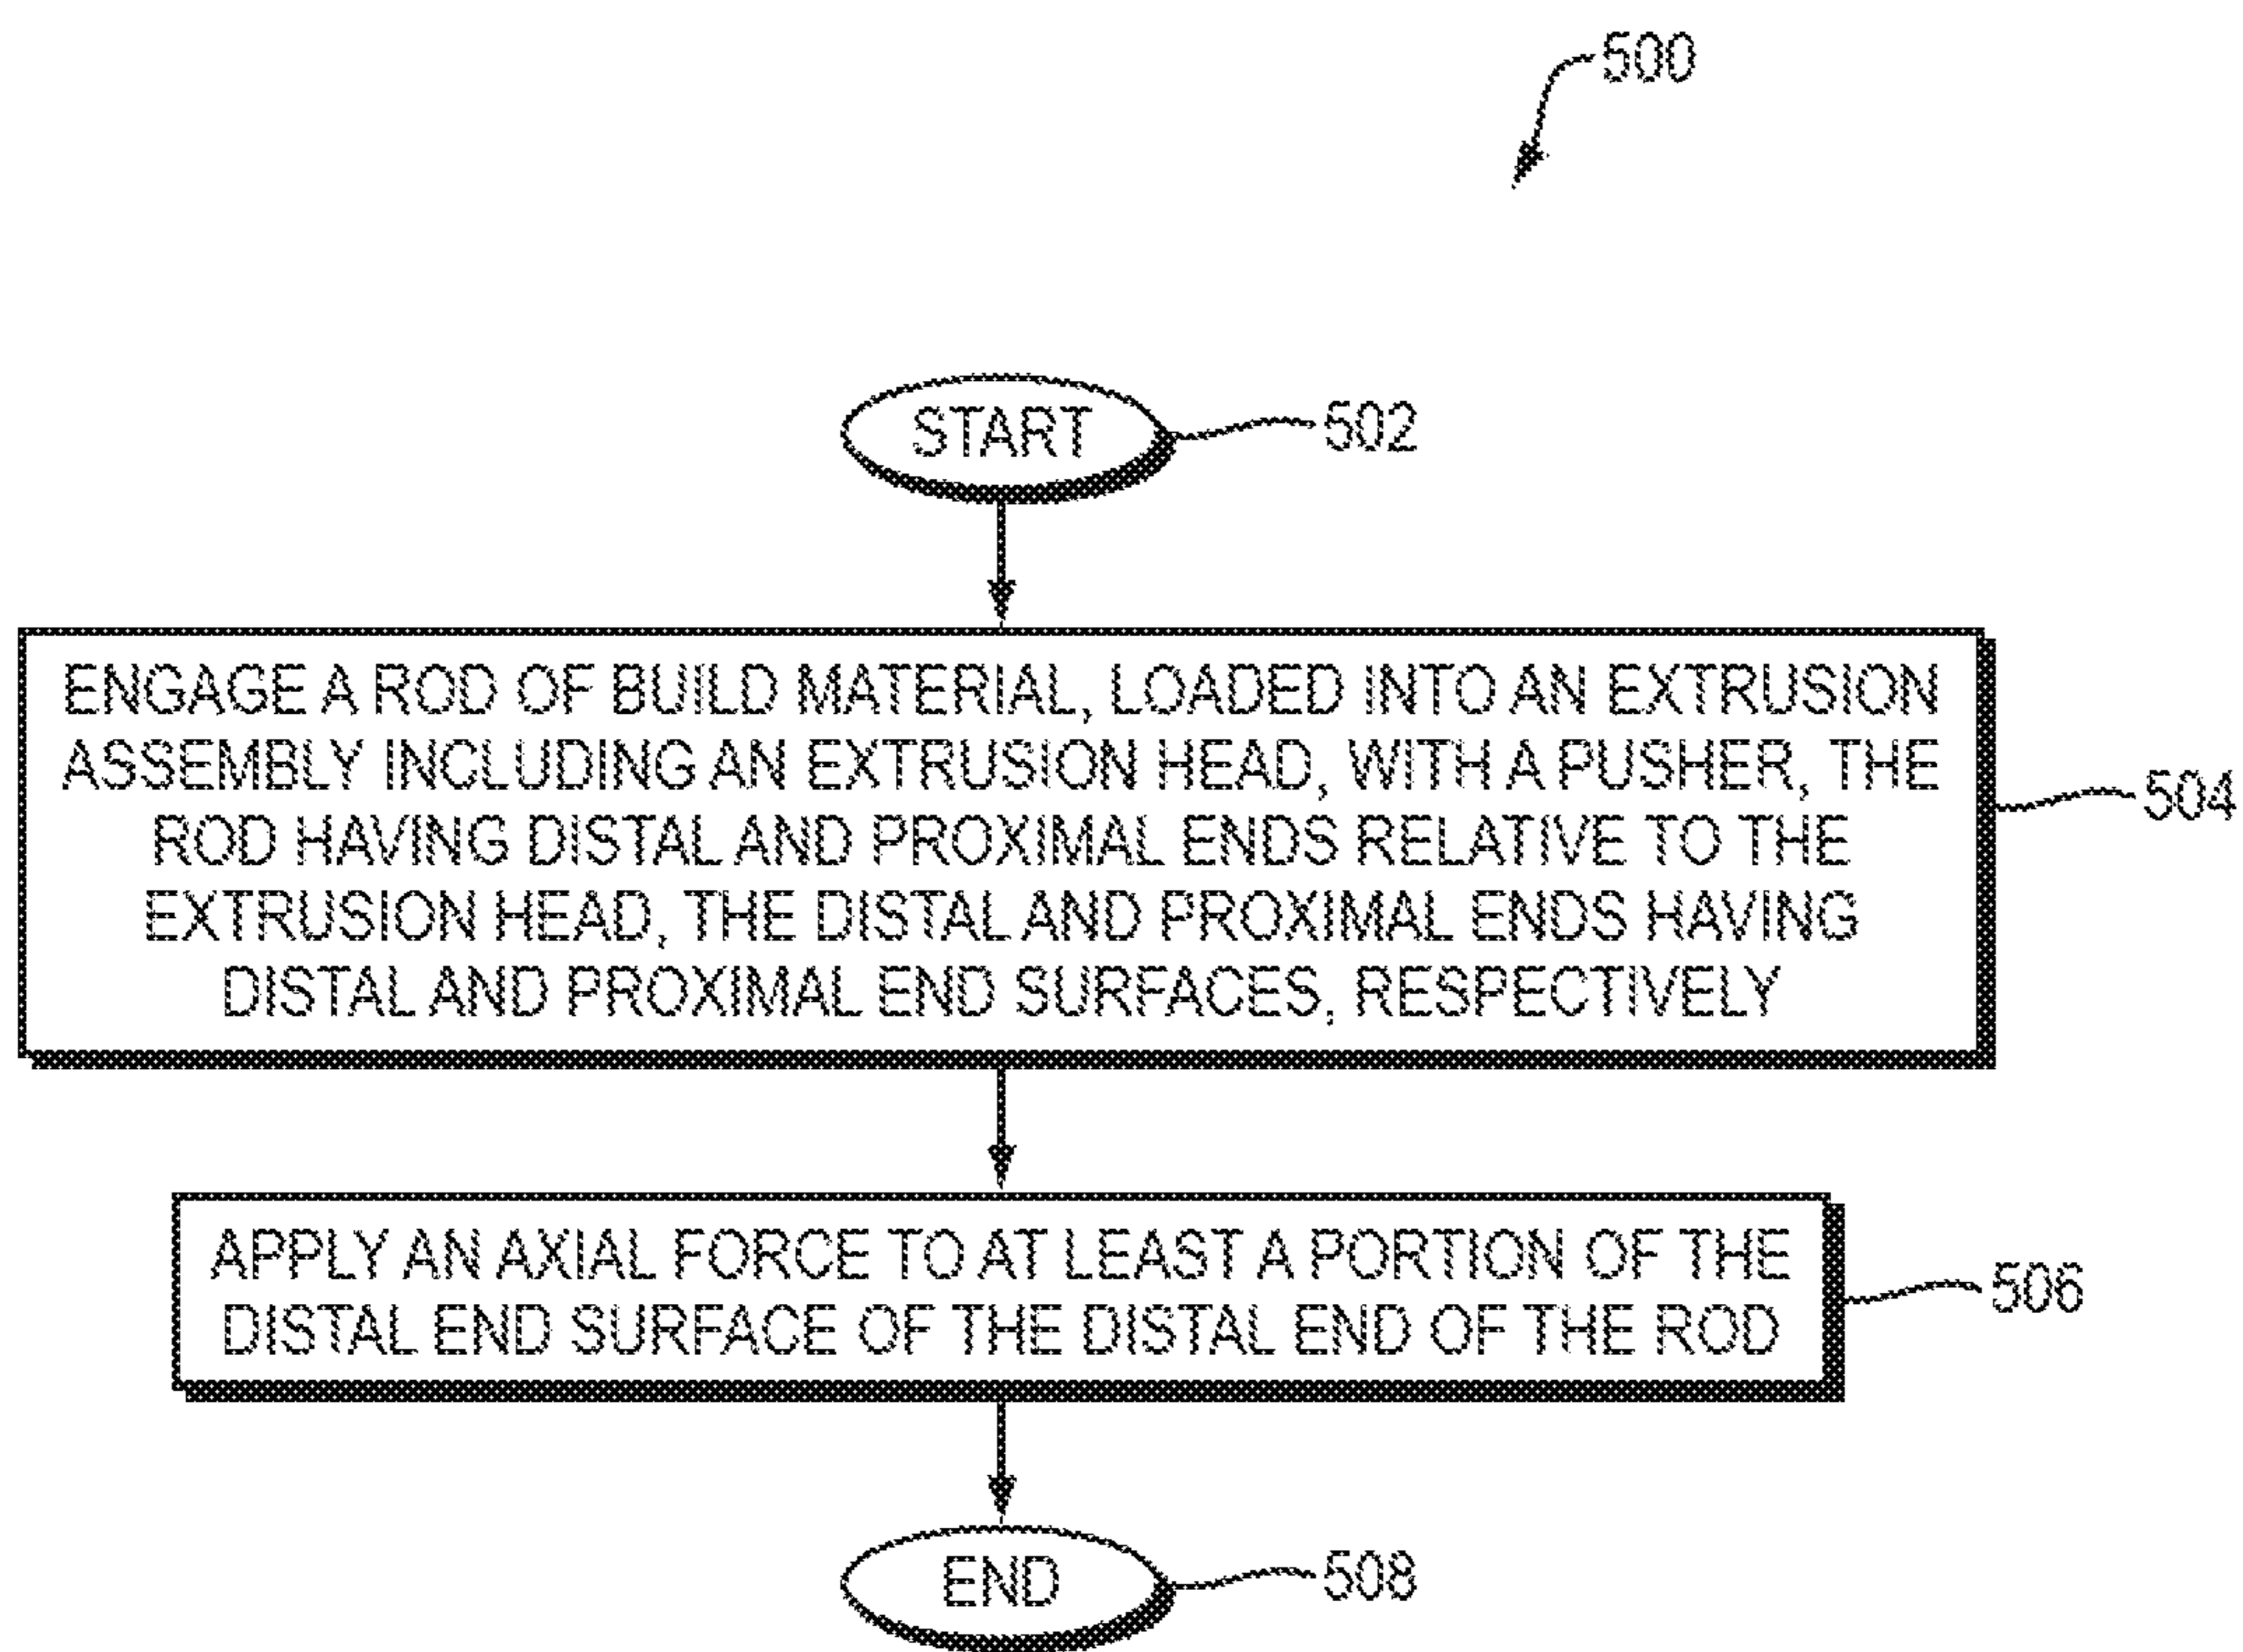 500
START
502
ENGAGE A ROD OF BUILD MATERIAL, LOADED INTO AN EXTRUSION
ASSEMBLY INCLUDING AN EXTRUSION HEAD, WITH A PUSHER, THE
ROD HAVING DISTAL AND PROXIMAL ENDS RELATIVE TO THE
EXTRUSION HEAD, THE DISTAL AND PROXIMAL ENDS HAVING
DISTAL AND PROXIMAL END SURFACES, RESPECTIVELY
504
APPLY AN AXIAL FORCE TO AT LEAST A PORTION OF THE
DISTAL END SURFACE OF THE DISTAL END OF THE ROD
506
END
508